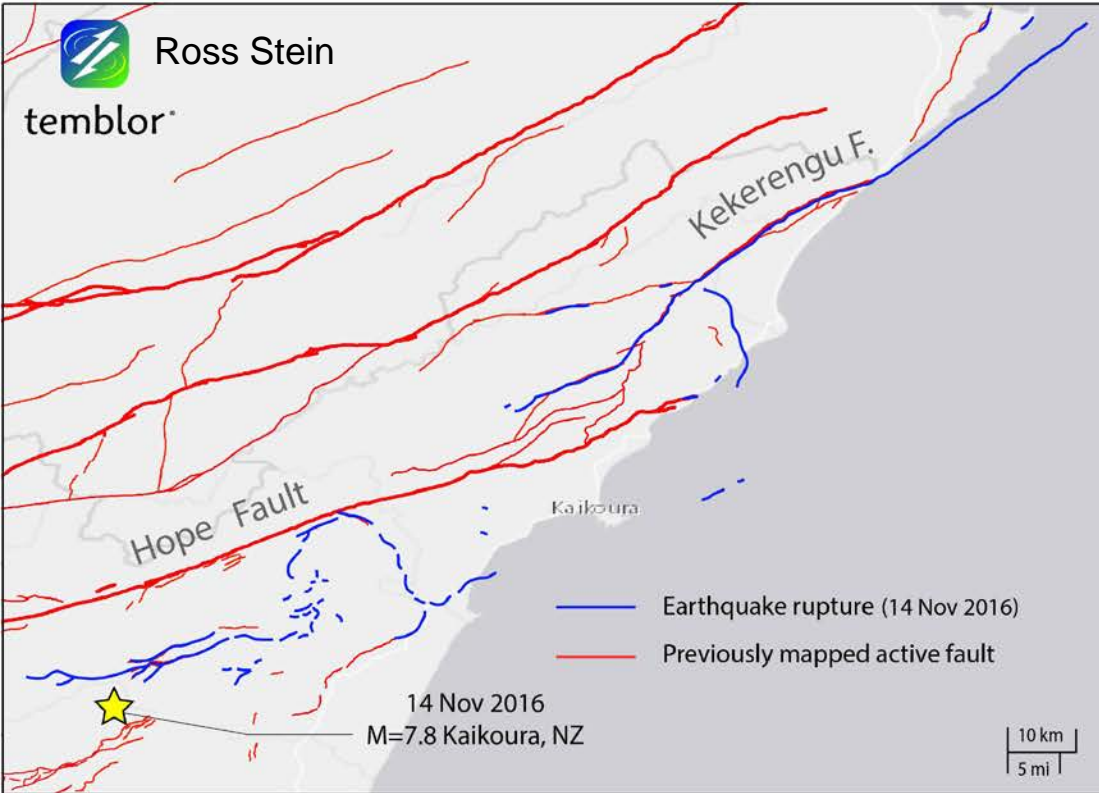 Ross Stein
temblor
Kekerengu F.
Hope Fault
Kaikoura
Earthquake rupture (14 Nov 2016)
Previously mapped active fault
14 Nov 2016
M=7.8 Kaikoura, NZ
10 km
5 mi